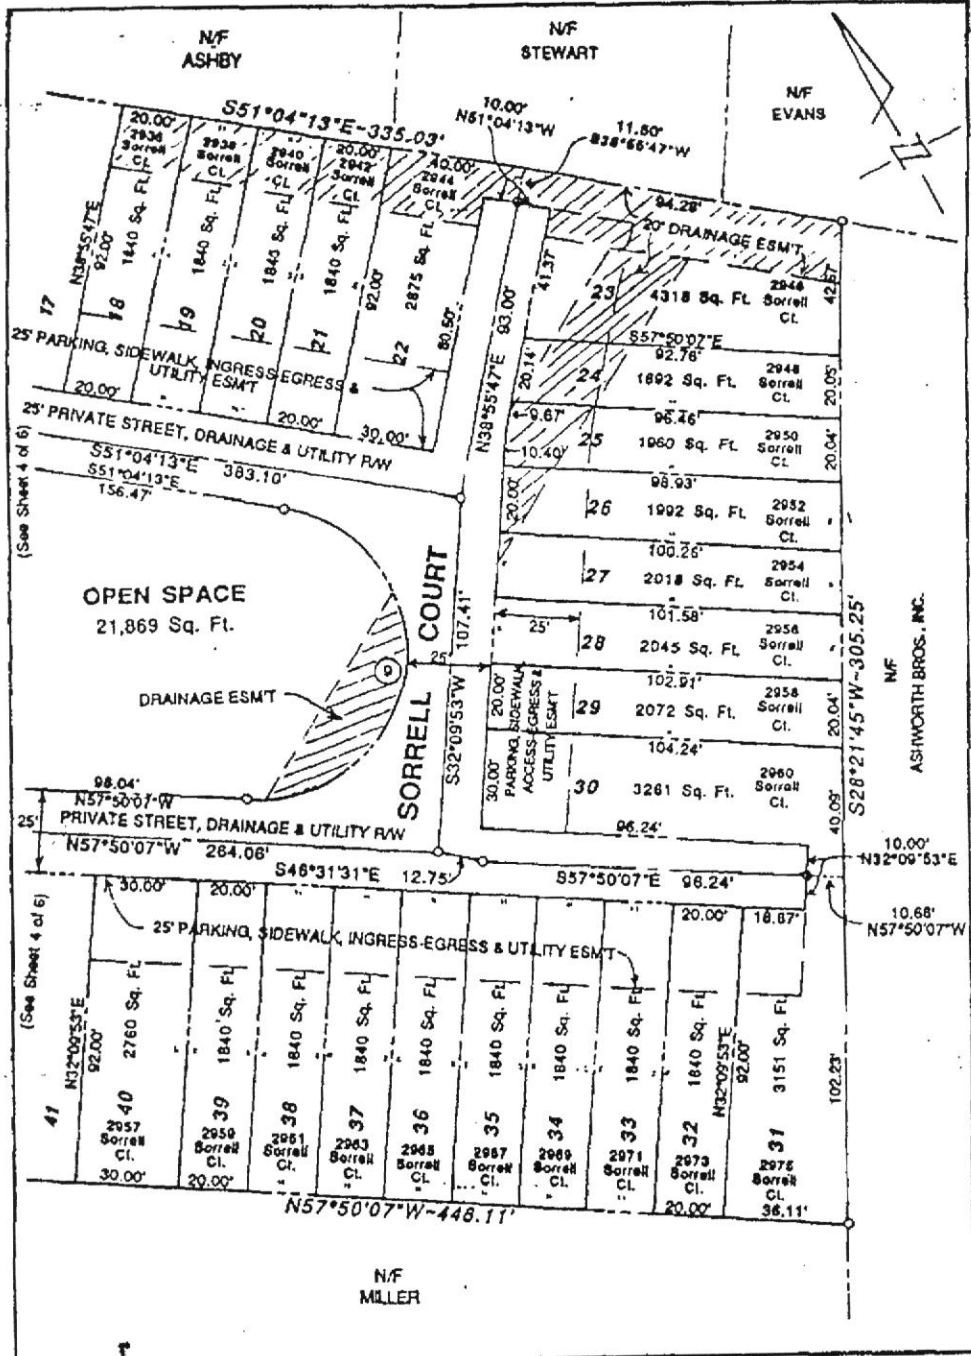 N/F
ASHBY
N/F
STEWART
N/F
EVANS
S51°04'13"E~335.03'
10.00'
N51°04'13"W
11.50'
20.00'
2936
Sorrell
Ct.
2938
Sorrell
Ct.
2940
Sorrell
Ct.
20.00'
2942
Sorrell
Ct.
40.00'
2944
Sorrell
Ct.
94.28'
20' DRAINAGE ESM'T
N38°55'47"E
92.00'
1840 Sq. Ft.
1840 Sq. Ft.
1840 Sq. Ft.
92.00'
2875 Sq. Ft.
80.50'
17
18
19
20
21
22
25' PARKING, SIDEWALK, INGRESS-EGRESS &
UTILITY ESM'T
20.00'
20.00'
30.00'
25' PRIVATE STREET, DRAINAGE & UTILITY R/W
S51°04'13"E 383.10'
S51°04'13"E
156.47'
(See Sheet 4 of 6)
N38°55'47"E 93.00'
41.37'
20.14'
9.67'
10.40'
20.00'
23
4318 Sq. Ft.
2946
Sorrell
Ct.
S57°50'07"E
92.76'
24
1892 Sq. Ft.
2948
Sorrell
Ct.
20.05'
96.46'
25
1960 Sq. Ft.
2950
Sorrell
Ct.
20.04'
98.93'
26
1992 Sq. Ft.
2952
Sorrell
Ct.
27
2018 Sq. Ft.
2954
Sorrell
Ct.
101.58'
28
2045 Sq. Ft.
2956
Sorrell
Ct.
25'
102.91'
29
2072 Sq. Ft.
2958
Sorrell
Ct.
20.04'
104.24'
30
3261 Sq. Ft.
2960
Sorrell
Ct.
40.09'
96.24'
S28°21'45"W~305.25'
N/F
ASHWORTH BROS., INC.
OPEN SPACE
21,869 Sq. Ft.
DRAINAGE ESM'T
9
25
SORRELL COURT
S32°09'53"W 107.41'
20.00'
30.00'
PARKING, SIDEWALK,
ACCESS-EGRESS &
UTILITY ESM'T
98.04'
N57°50'07"W
25'
PRIVATE STREET, DRAINAGE & UTILITY R/W
N57°50'07"W 264.06'
S46°31'31"E 12.75'
S57°50'07"E 96.24'
10.00'
N32°09'53"E
10.68'
N57°50'07"W
(See Sheet 4 of 6)
30.00'
20.00'
20.00'
18.87'
25' PARKING, SIDEWALK, INGRESS-EGRESS & UTILITY ESM'T
N32°09'53"E
92.00'
2760 Sq. Ft.
1840 Sq. Ft.
1840 Sq. Ft.
1840 Sq. Ft.
1840 Sq. Ft.
1840 Sq. Ft.
1840 Sq. Ft.
1840 Sq. Ft.
1840 Sq. Ft.
N32°09'53"E
92.00'
3151 Sq. Ft.
102.23'
41
40
39
38
37
36
35
34
33
32
31
2957
Sorrell
Ct.
2959
Sorrell
Ct.
2961
Sorrell
Ct.
2963
Sorrell
Ct.
2965
Sorrell
Ct.
2967
Sorrell
Ct.
2969
Sorrell
Ct.
2971
Sorrell
Ct.
2973
Sorrell
Ct.
2975
Sorrell
Ct.
30.00'
20.00'
20.00'
36.11'
N57°50'07"W~448.11'
N/F
MILLER